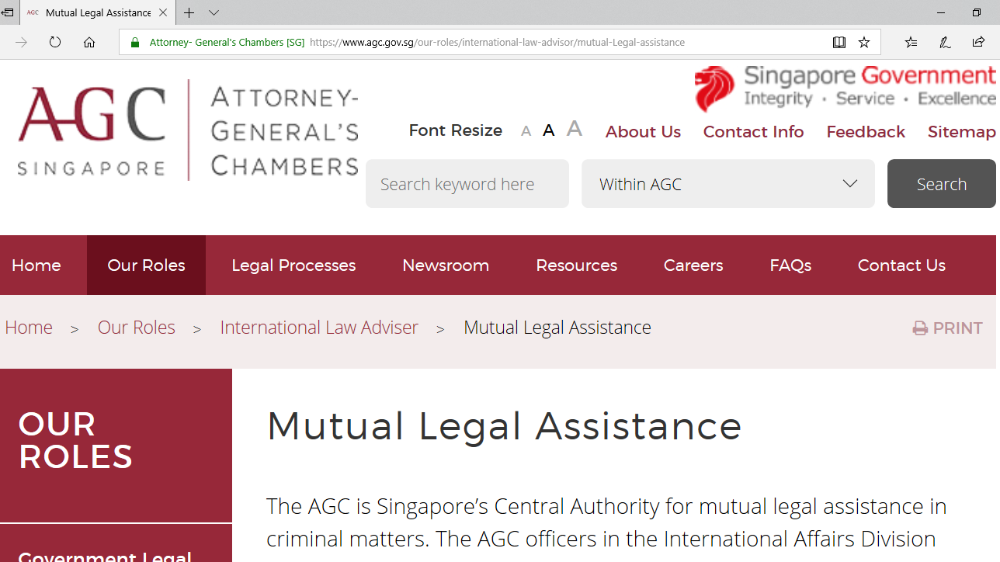 AGC Mutual Legal Assistance
Attorney- General's Chambers [SG] https://www.agc.gov.sg/our-roles/international-law-advisor/mutual-Legal-assistance
AGC
SINGAPORE
ATTORNEY-
GENERAL'S
CHAMBERS
Singapore Government
Integrity · Service · Excellence
Font Resize A A A About Us Contact Info Feedback Sitemap
Search keyword here Within AGC Search
Home Our Roles Legal Processes Newsroom Resources Careers FAQs Contact Us
Home > Our Roles > International Law Adviser > Mutual Legal Assistance PRINT
OUR
ROLES
Government Legal
Mutual Legal Assistance
The AGC is Singapore’s Central Authority for mutual legal assistance in
criminal matters. The AGC officers in the International Affairs Division